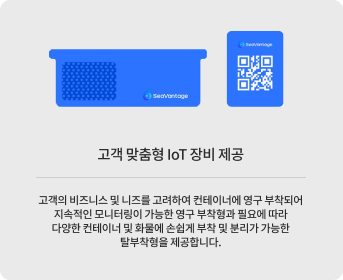 SeaVantage
SeaVantage
고객 맞춤형 IoT 장비 제공
고객의 비즈니스 및 니즈를 고려하여 컨테이너에 영구 부착되어
지속적인 모니터링이 가능한 영구 부착형과 필요에 따라
다양한 컨테이너 및 화물에 손쉽게 부착 및 분리가 가능한
탈부착형을 제공합니다.